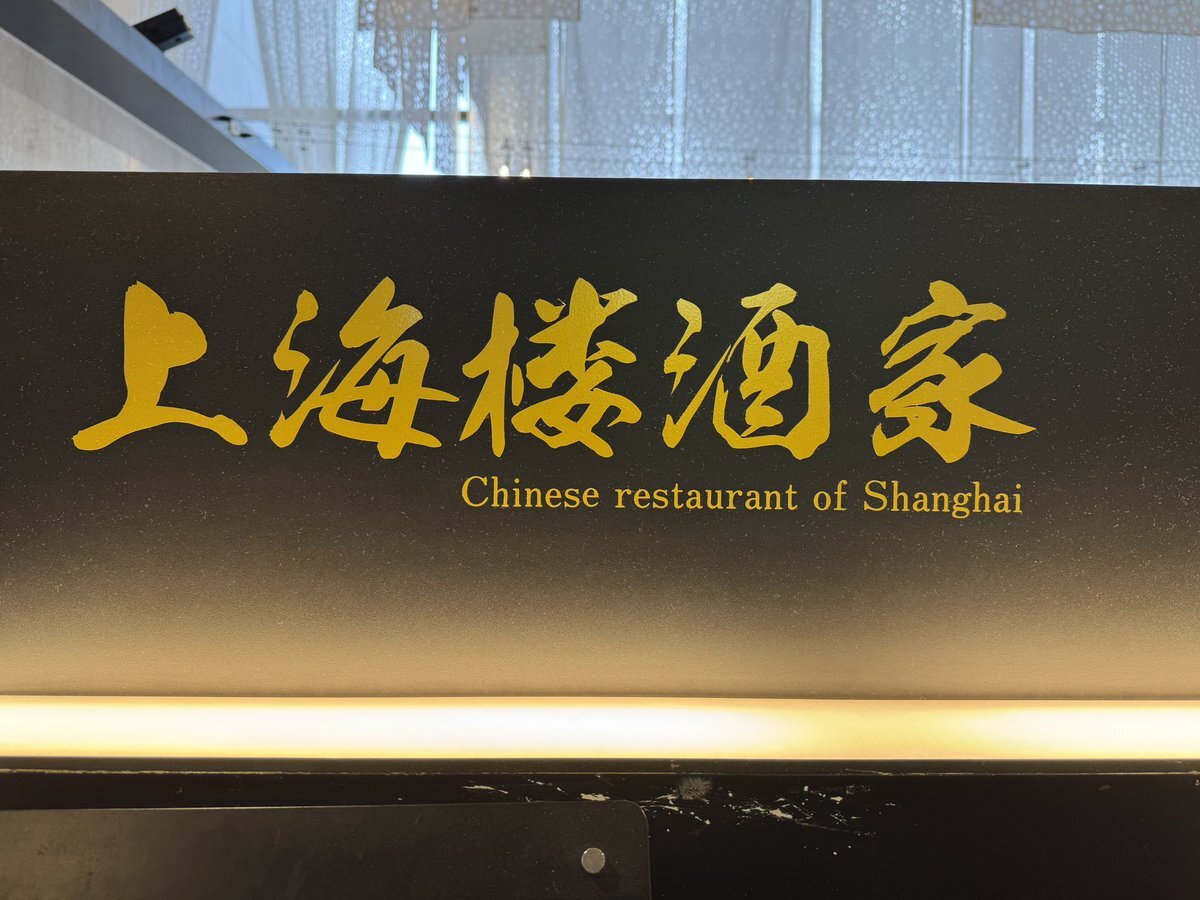 上海楼酒家
Chinese restaurant of Shanghai